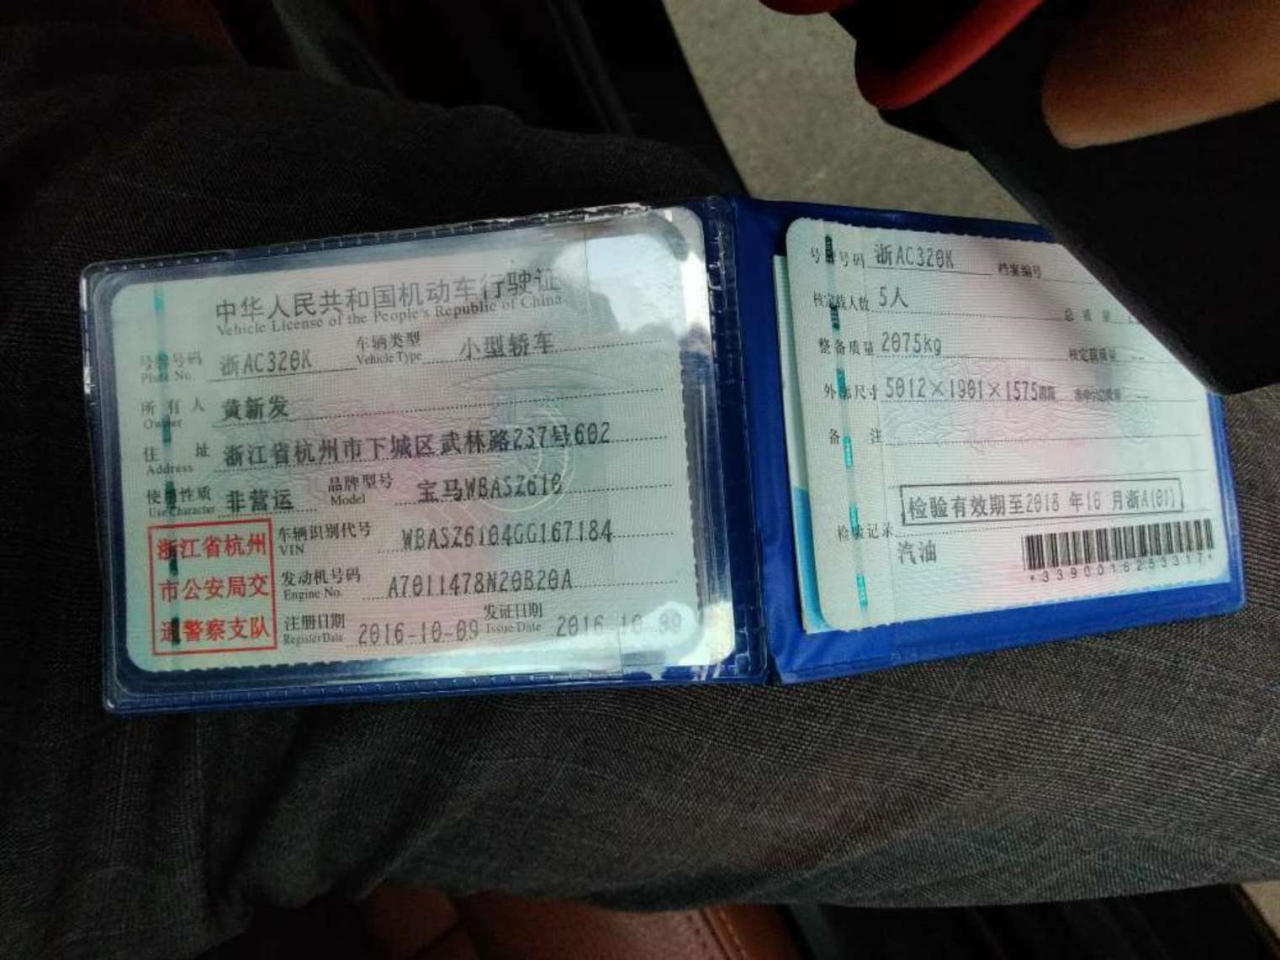 中华人民共和国机动车行驶证
Vehicle License of the People's Republic of China
号牌号码 浙AC320K 车辆类型 小型轿车
Plate No. Vehicle Type
所有人 黄新发
Owner
住址 浙江省杭州市下城区武林路237号602
Address
使用性质 非营运 品牌型号 宝马WBASZ610
Use Character Model
浙江省杭州
市公安局交
通警察支队
车辆识别代号 WBASZ6104GG167184
VIN
发动机号码 A7011478N20B20A
Engine No.
注册日期 2016-10-09 发证日期 2016
Register Date Issue Date
号牌号码 浙AC320K 档案编号
核定载人数 5人 总质量
整备质量 2075kg 核定载质量 --
外廓尺寸 5012×1901×1575 --
备注
检验有效期至2018年10月浙A(01)
检验记录
汽油
*3390016253317*